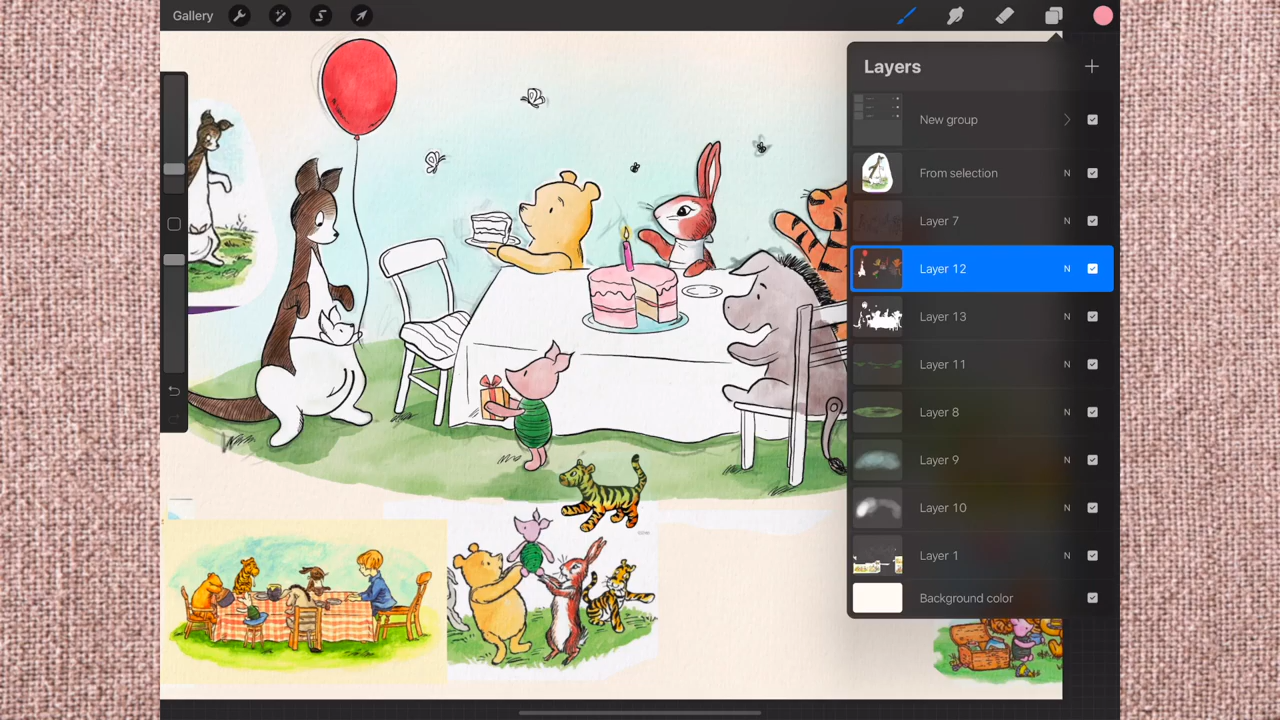 Gallery
Layers
New group
From selection N
Layer 7 N
Layer 12 N
Layer 13 N
Layer 11 N
Layer 8 N
Layer 9 N
Layer 10 N
Layer 1 N
Background color